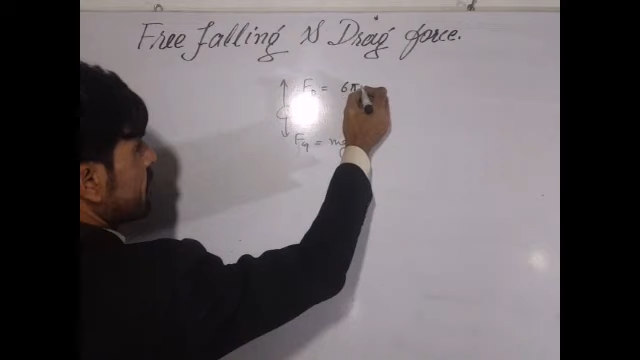 Free falling & Drag force.
F_D = 6π
F_g = mg